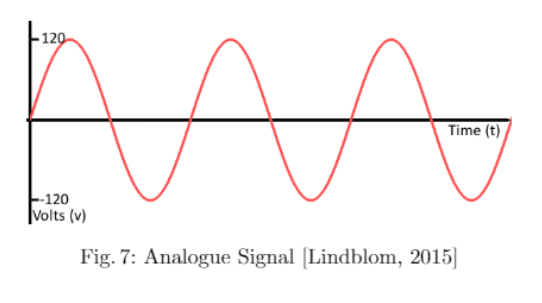 120
Time (t)
-120
Volts (v)
Fig. 7: Analogue Signal [Lindblom, 2015]